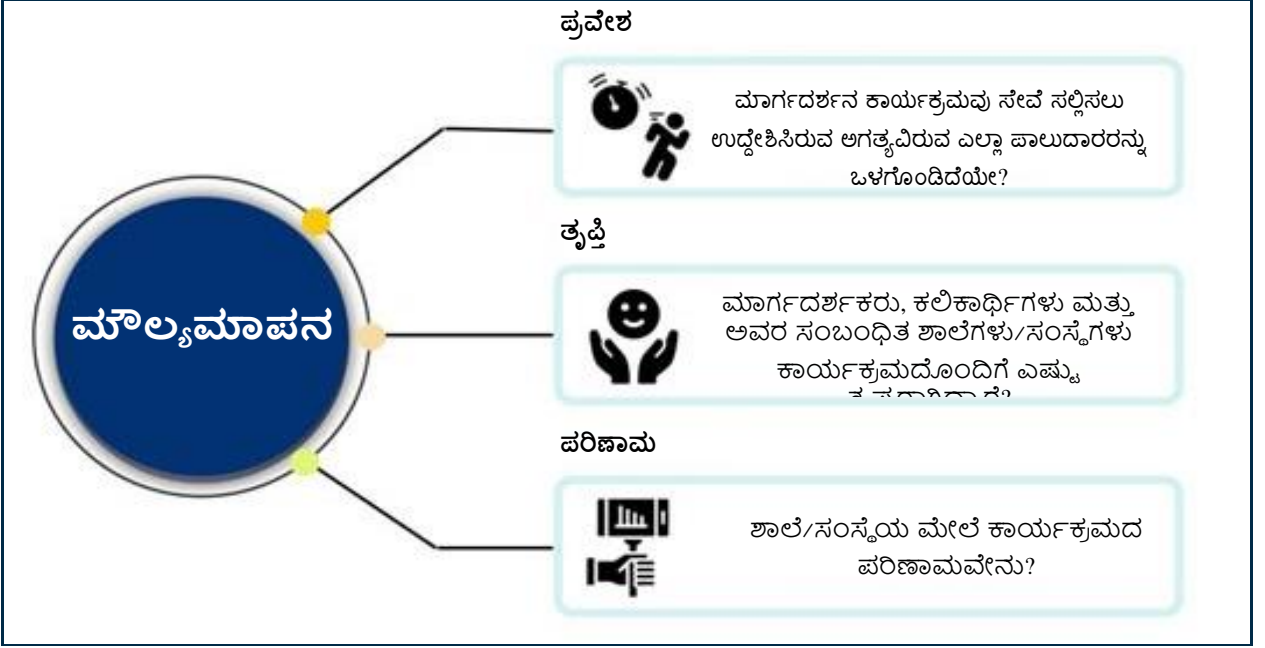 ಪ್ರವೇಶ
ಮಾರ್ಗದರ್ಶನ ಕಾರ್ಯಕ್ರಮವು ಸೇವೆ ಸಲ್ಲಿಸಲು
ಉದ್ದೇಶಿಸಿರುವ ಅಗತ್ಯವಿರುವ ಎಲ್ಲಾ ಪಾಲುದಾರರನ್ನು
ಒಳಗೊಂಡಿದೆಯೇ?
ಮೌಲ್ಯಮಾಪನ
ತೃಪ್ತಿ
ಮಾರ್ಗದರ್ಶಕರು, ಕಲಿಕಾರ್ಥಿಗಳು ಮತ್ತು
ಅವರ ಸಂಬಂಧಿತ ಶಾಲೆಗಳು/ಸಂಸ್ಥೆಗಳು
ಕಾರ್ಯಕ್ರಮದೊಂದಿಗೆ ಎಷ್ಟು
ಪರಿಣಾಮ
ಶಾಲೆ/ಸಂಸ್ಥೆಯ ಮೇಲೆ ಕಾರ್ಯಕ್ರಮದ
ಪರಿಣಾಮವೇನು?